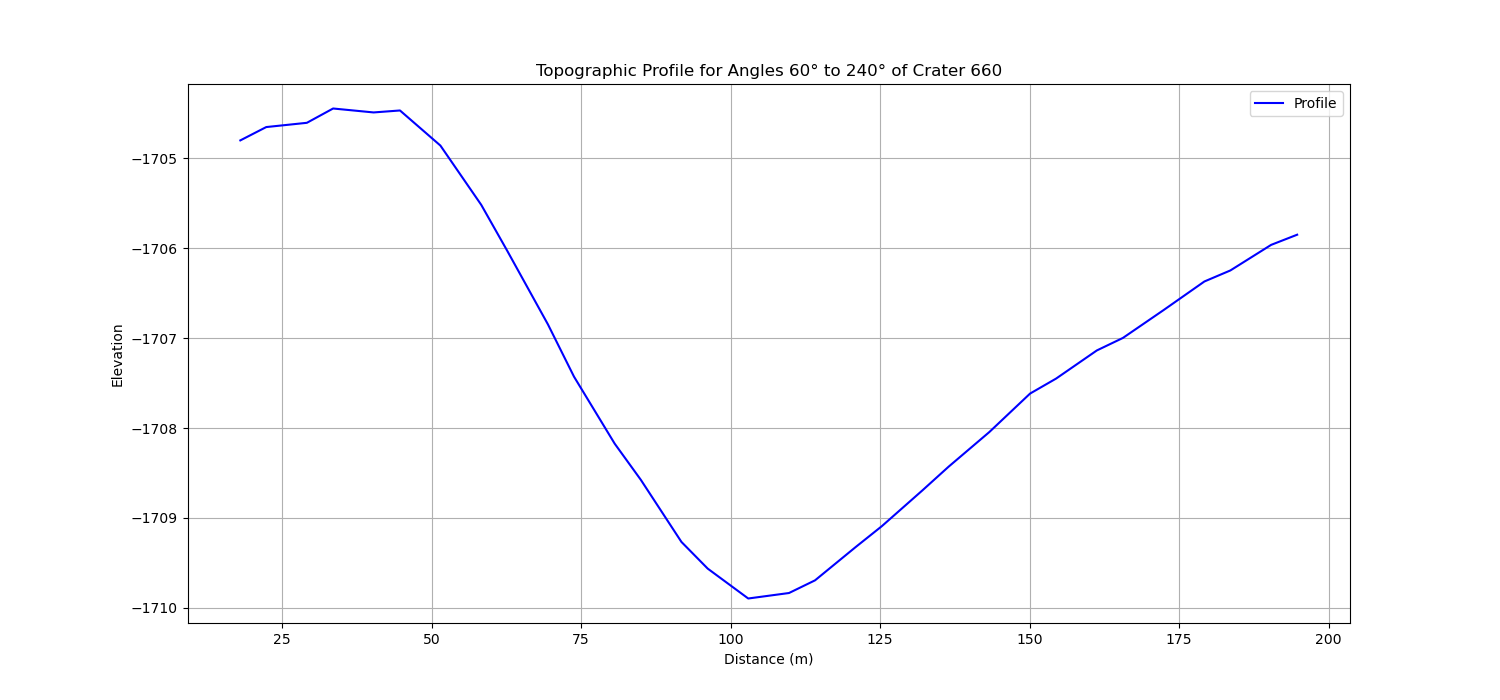 Topographic Profile for Angles 60° to 240° of Crater 660
Profile
−1705
−1706
−1707
−1708
−1709
−1710
Elevation
25 50 75 100 125 150 175 200
Distance (m)